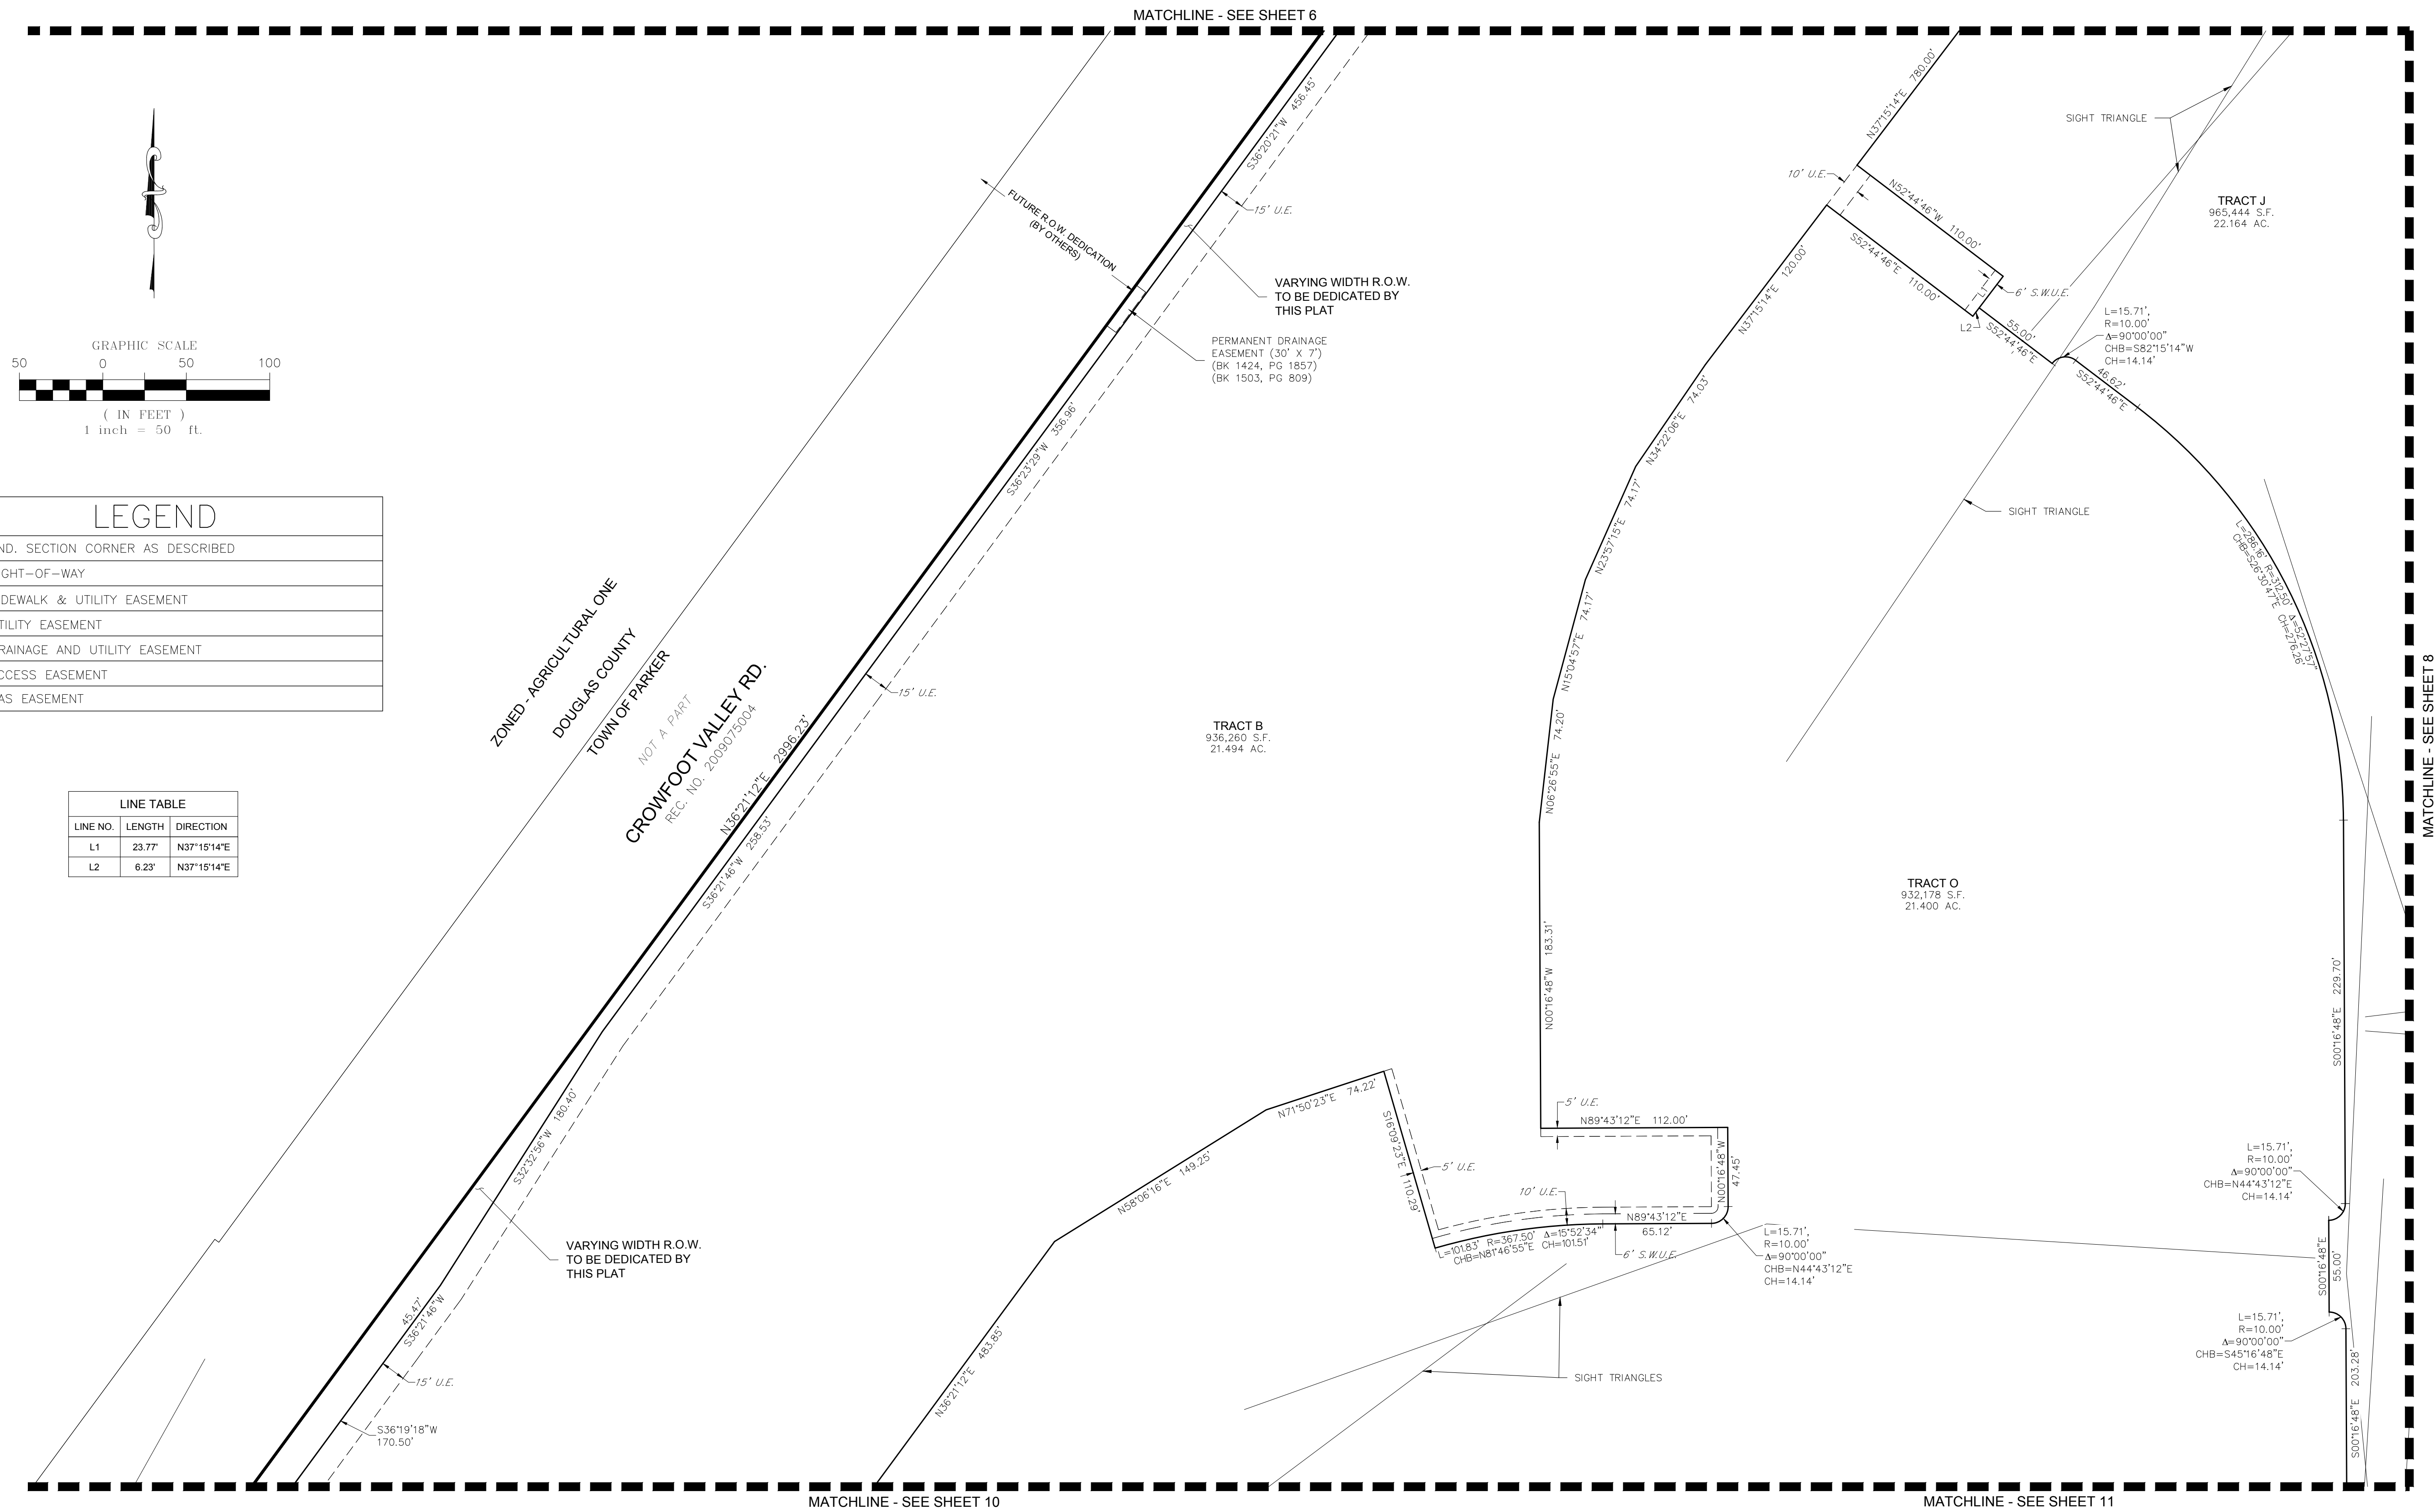 MATCHLINE - SEE SHEET 6
GRAPHIC SCALE
50 0 50 100
( IN FEET )
1 inch = 50 ft.
LEGEND
ND. SECTION CORNER AS DESCRIBED
GHT-OF-WAY
DEWALK & UTILITY EASEMENT
TILITY EASEMENT
RAINAGE AND UTILITY EASEMENT
CCESS EASEMENT
AS EASEMENT
LINE TABLE
LINE NO. LENGTH DIRECTION
L1 23.77' N37°15'14"E
L2 6.23' N37°15'14"E
ZONED - AGRICULTURAL ONE
DOUGLAS COUNTY
TOWN OF PARKER
NOT A PART
CROWFOOT VALLEY RD.
REC. NO. 2009075004
N36°21'12"E 2996.23'
FUTURE R.O.W. DEDICATION
(BY OTHERS)
S36°20'21"W 456.45'
15' U.E.
VARYING WIDTH R.O.W.
TO BE DEDICATED BY
THIS PLAT
PERMANENT DRAINAGE
EASEMENT (30' X 7')
(BK 1424, PG 1857)
(BK 1503, PG 809)
S36°23'29"W 356.96'
15' U.E.
S36°21'46"W 258.53'
S32°32'56"W 180.40'
VARYING WIDTH R.O.W.
TO BE DEDICATED BY
THIS PLAT
45.47'
S36°21'46"W
15' U.E.
S36°19'18"W
170.50'
TRACT B
936,260 S.F.
21.494 AC.
N37°15'14"E 780.00'
10' U.E.
N52°44'46"W 110.00'
S52°44'46"E 110.00'
L1
6' S.W.U.E.
L2
55.00'
S52°44'46"E
L=15.71',
R=10.00'
Δ=90°00'00"
CHB=S82°15'14"W
CH=14.14'
46.62'
S52°44'46"E
SIGHT TRIANGLE
TRACT J
965,444 S.F.
22.164 AC.
N37°15'14"E 120.00'
N34°22'06"E 74.03'
N23°57'15"E 74.17'
N15°04'57"E 74.17'
N06°26'55"E 74.20'
N00°16'48"W 183.31'
SIGHT TRIANGLE
L=286.16' R=312.50' Δ=52°27'57"
CHB=S26°30'47"E CH=276.26'
TRACT O
932,178 S.F.
21.400 AC.
S00°16'48"E 229.70'
MATCHLINE - SEE SHEET 8
5' U.E.
N89°43'12"E 112.00'
N00°16'48"W
47.45'
N71°50'23"E 74.22'
S16°09'23"E 110.29'
5' U.E.
10' U.E.
N89°43'12"E
65.12'
L=101.83' R=367.50' Δ=15°52'34"
CHB=N81°46'55"E CH=101.51'
6' S.W.U.E.
L=15.71',
R=10.00'
Δ=90°00'00"
CHB=N44°43'12"E
CH=14.14'
N58°06'16"E 149.25'
N36°21'12"E 483.85'
SIGHT TRIANGLES
L=15.71',
R=10.00'
Δ=90°00'00"
CHB=N44°43'12"E
CH=14.14'
S00°16'48"E
55.00'
L=15.71',
R=10.00'
Δ=90°00'00"
CHB=S45°16'48"E
CH=14.14'
S00°16'48"E 203.28'
MATCHLINE - SEE SHEET 10
MATCHLINE - SEE SHEET 11